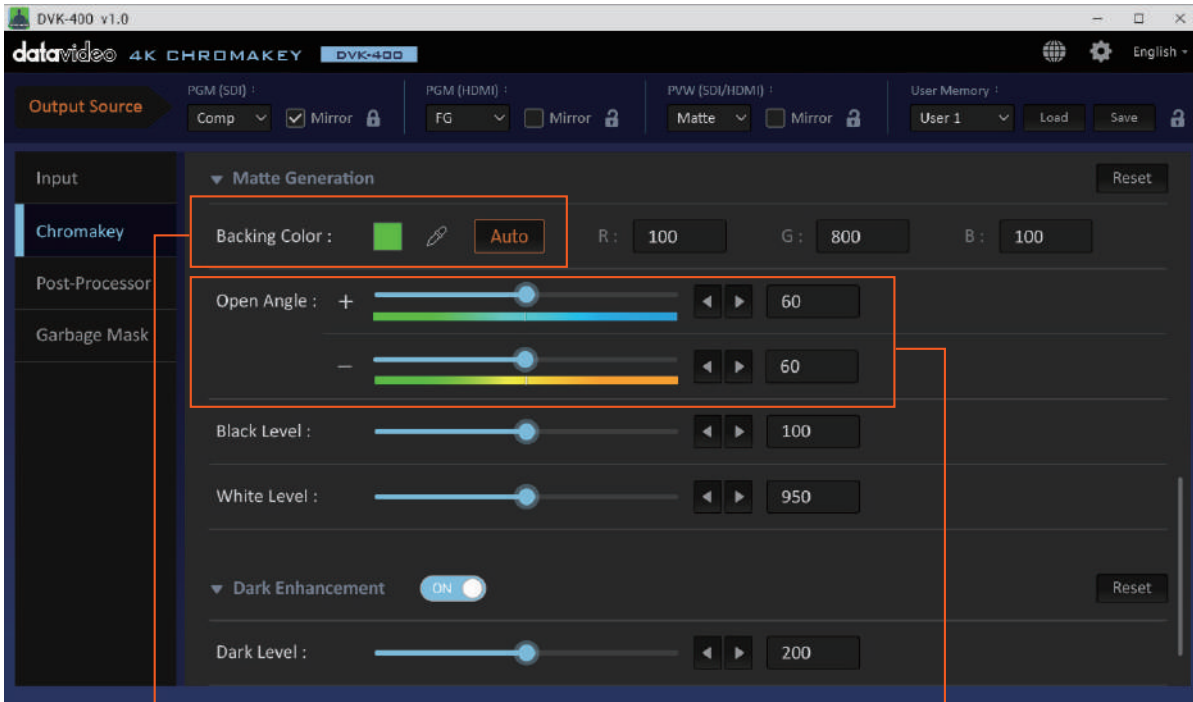 DVK-400 v1.0
datavideo 4K CHROMAKEY DVK-400 English
Output Source
PGM (SDI) : PGM (HDMI) : PVW (SDI/HDMI) : User Memory :
Comp Mirror FG Mirror Matte Mirror User 1 Load Save
Input
Chromakey
Post-Processor
Garbage Mask
Matte Generation Reset
Backing Color : Auto R : 100 G : 800 B : 100
Open Angle : + 60
− 60
Black Level : 100
White Level : 950
Dark Enhancement ON Reset
Dark Level : 200